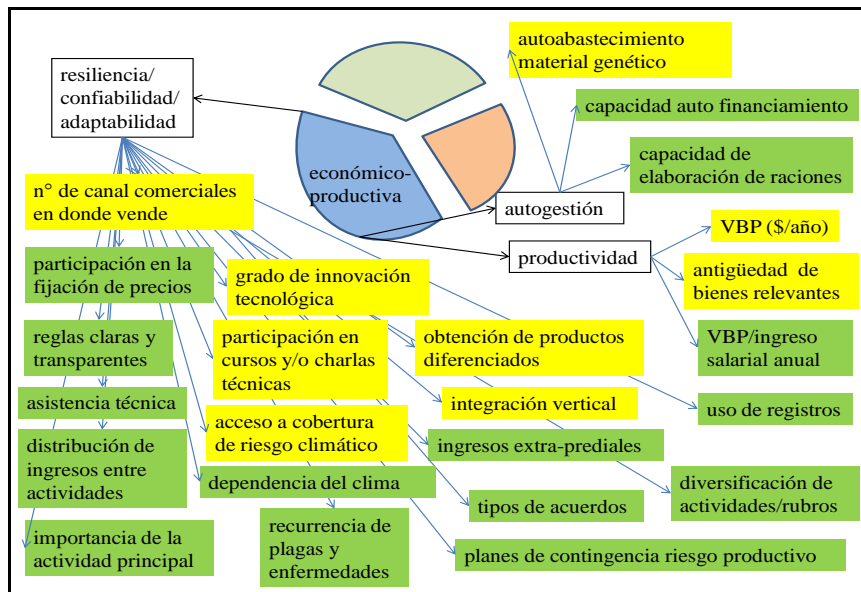 autoabastecimiento
material genético
resiliencia/
confiabilidad/
adaptabilidad
capacidad auto financiamiento
económico-
productiva
capacidad de
elaboración de raciones
n° de canal comerciales
en donde vende
autogestión
VBP ($/año)
productividad
participación en la
fijación de precios
grado de innovación
tecnológica
antigüedad de
bienes relevantes
reglas claras y
transparentes
participación en
cursos y/o charlas
técnicas
obtención de productos
diferenciados
VBP/ingreso
salarial anual
asistencia técnica
integración vertical
uso de registros
acceso a cobertura
de riesgo climático
distribución de
ingresos entre
actividades
ingresos extra-prediales
dependencia del clima
diversificación de
actividades/rubros
tipos de acuerdos
importancia de la
actividad principal
recurrencia de
plagas y
enfermedades
planes de contingencia riesgo productivo